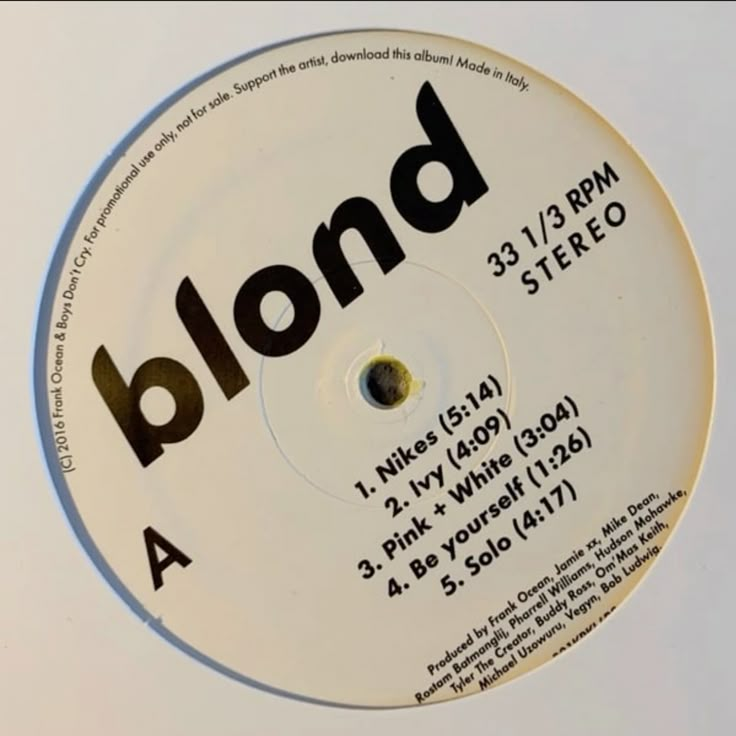 (C) 2016 Frank Ocean & Boys Don't Cry. For promotional use only, not for sale. Support the artist, download this album! Made in Italy.
blond
33 1/3 RPM
STEREO
A
1. Nikes (5:14)
2. Ivy (4:09)
3. Pink + White (3:04)
4. Be yourself (1:26)
5. Solo (4:17)
Produced by Frank Ocean, Jamie xx, Mike Dean,
Rostam Batmanglij, Pharrell Williams, Hudson Mohawke,
Tyler The Creator, Buddy Ross, Om'Mas Keith,
Michael Uzowuru, Vegyn, Bob Ludwig.